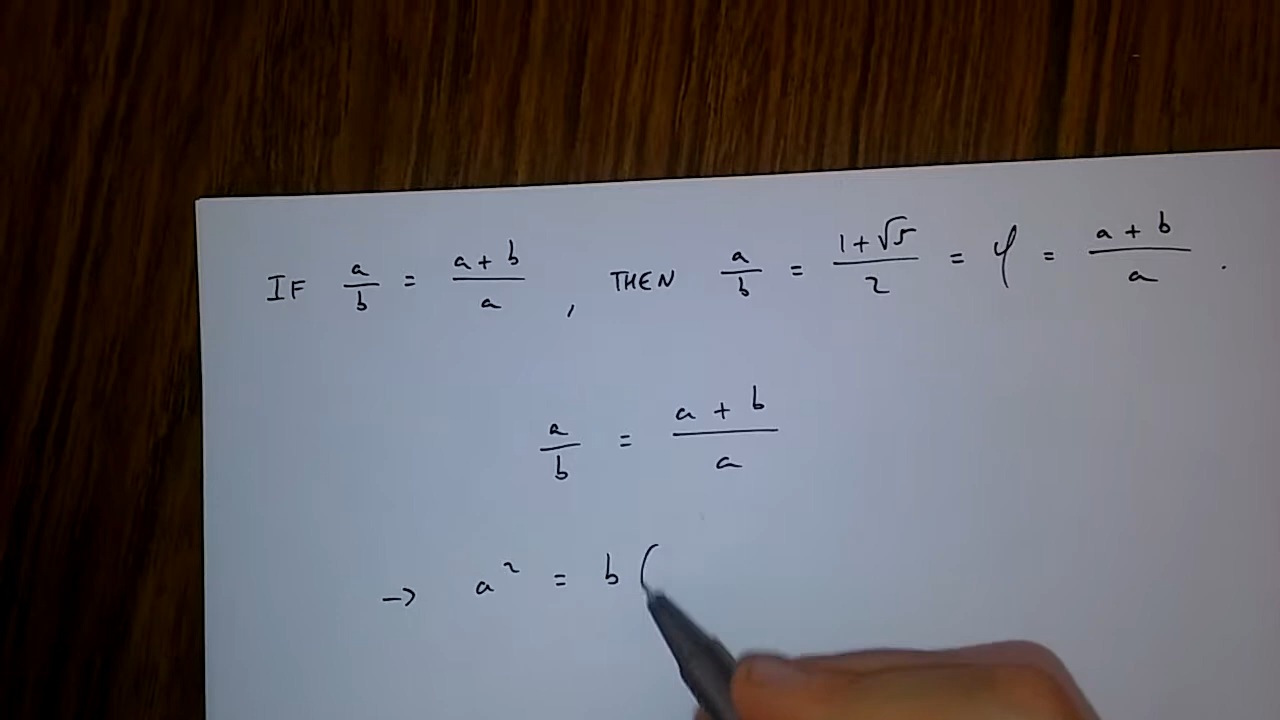 IF a/b = (a + b)/a , THEN a/b = (1+√5)/2 = φ = (a + b)/a .
a/b = (a + b)/a
→ a² = b (